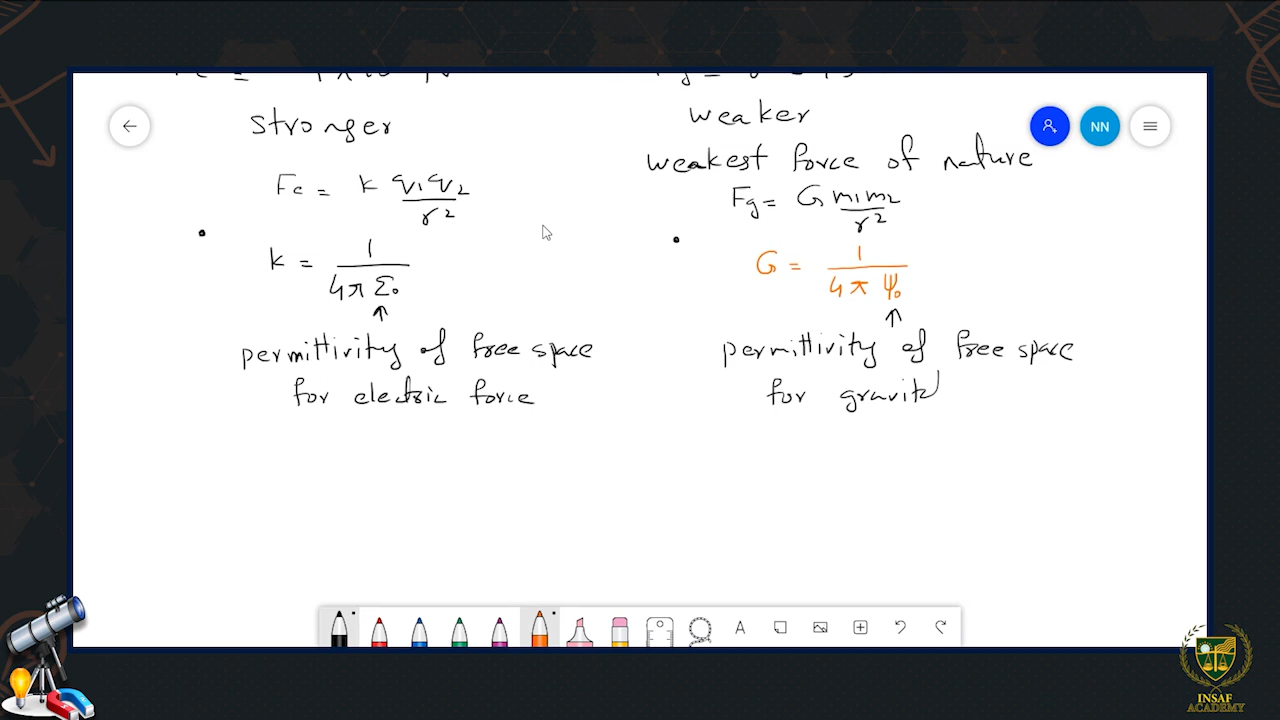 stronger
Fe = k q₁q₂/r²
k = 1/4π Σ₀
permittivity of free space
for electric force
weaker
weakest force of nature
Fg = G m₁m₂/r²
G = 1/4π Ψ₀
permittivity of free space
for gravit
NN
A
INSAF
ACADEMY